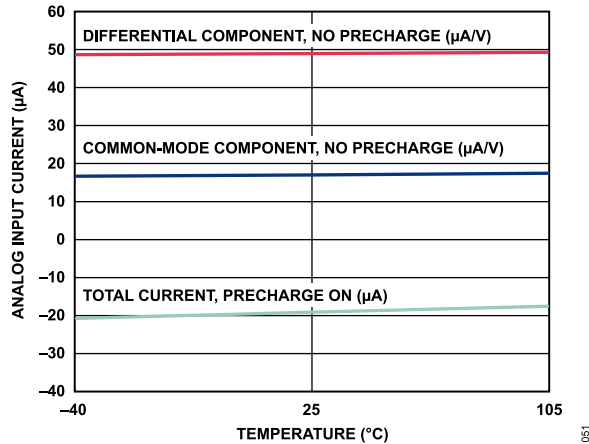 60
50
40
30
20
10
0
–10
–20
–30
–40
ANALOG INPUT CURRENT (µA)
DIFFERENTIAL COMPONENT, NO PRECHARGE (µA/V)
COMMON-MODE COMPONENT, NO PRECHARGE (µA/V)
TOTAL CURRENT, PRECHARGE ON (µA)
–40 25 105
TEMPERATURE (°C)
051